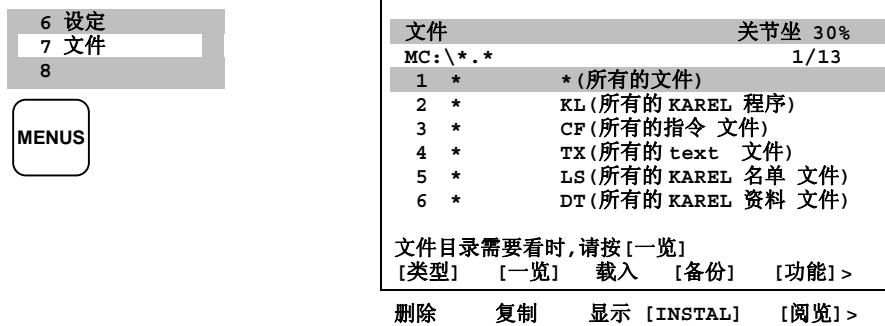 6 设定
7 文件
8
MENUS
文件 关节坐 30%
MC:\*.* 1/13
1 * *(所有的文件)
2 * KL(所有的 KAREL 程序)
3 * CF(所有的指令 文件)
4 * TX(所有的 text 文件)
5 * LS(所有的 KAREL 名单 文件)
6 * DT(所有的 KAREL 资料 文件)
文件目录需要看时,请按[一览]
[类型] [一览] 载入 [备份] [功能]>
删除 复制 显示 [INSTAL] [阅览]>